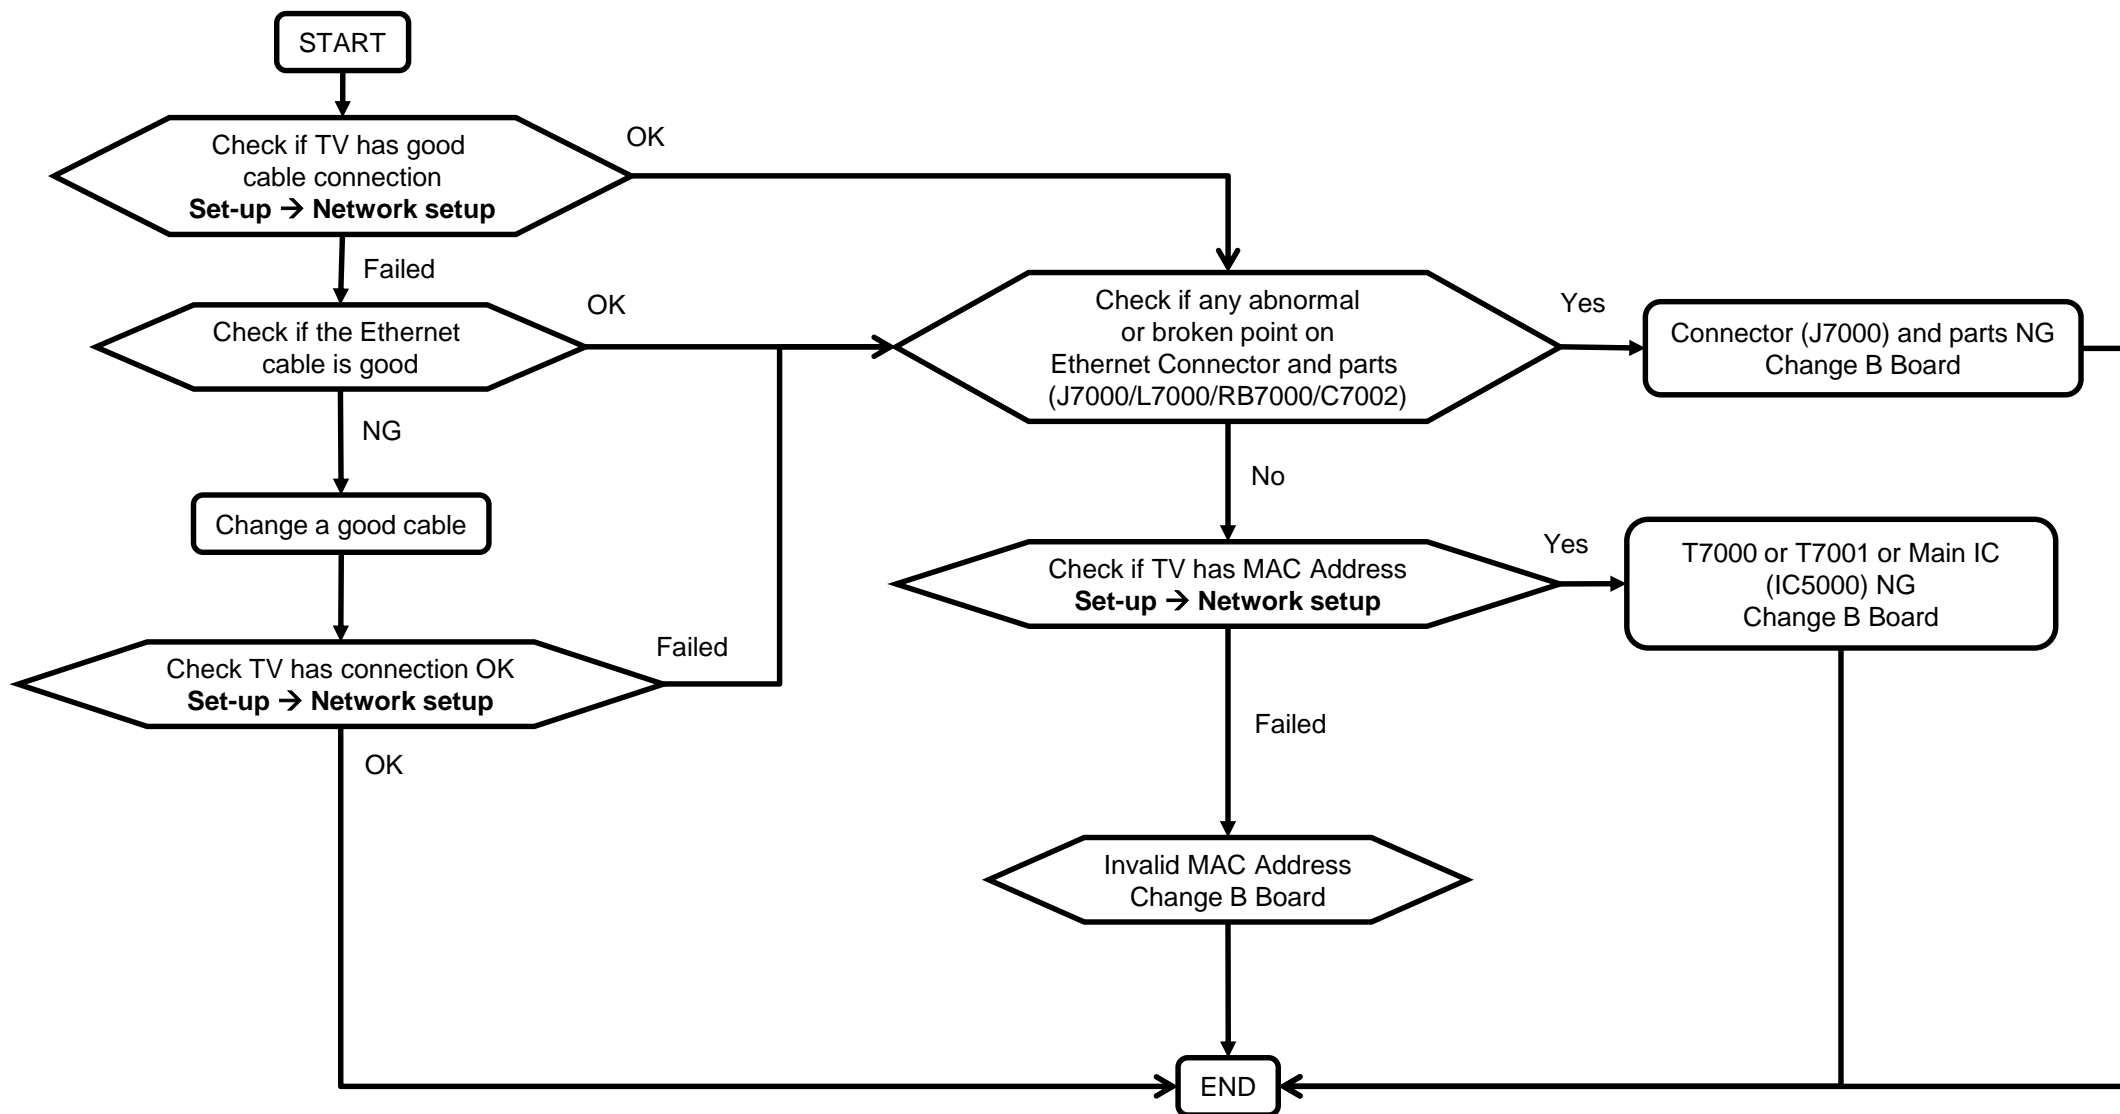 START
Check if TV has good
cable connection
Set-up → Network setup
OK
Failed
Check if the Ethernet
cable is good
OK
NG
Change a good cable
Check TV has connection OK
Set-up → Network setup
Failed
OK
Check if any abnormal
or broken point on
Ethernet Connector and parts
(J7000/L7000/RB7000/C7002)
Yes
Connector (J7000) and parts NG
Change B Board
No
Check if TV has MAC Address
Set-up → Network setup
Yes
T7000 or T7001 or Main IC
(IC5000) NG
Change B Board
Failed
Invalid MAC Address
Change B Board
END